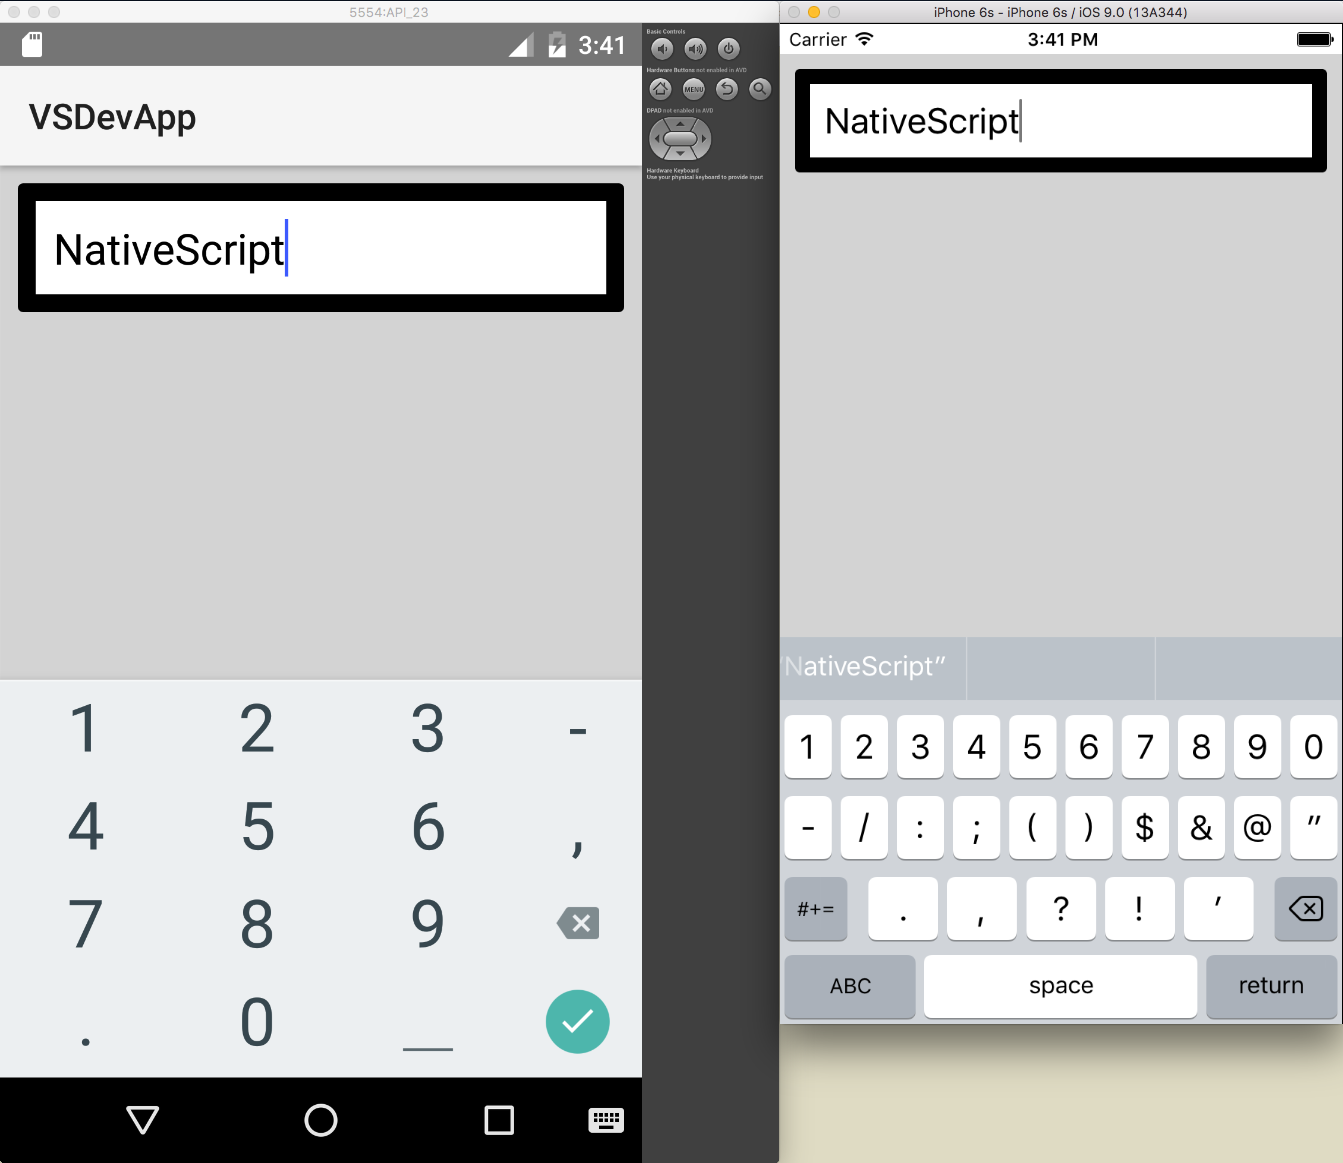 5554:API_23
3:41
VSDevApp
NativeScript
1 2 3 -
4 5 6 ,
7 8 9
. 0 _
Basic Controls
Hardware Buttons not enabled in AVD
MENU
DPAD not enabled in AVD
Hardware Keyboard
Use your physical keyboard to provide input
iPhone 6s - iPhone 6s / iOS 9.0 (13A344)
Carrier 3:41 PM
NativeScript
"NativeScript"
1 2 3 4 5 6 7 8 9 0
- / : ; ( ) $ & @ "
#+= . , ? ! '
ABC space return